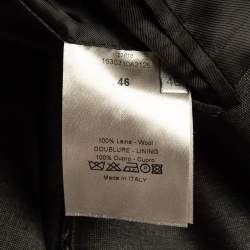 46
100% Laine - Wool
DOUBLURE - LINING
100% Cupro - Cupro
MADE IN ITALY